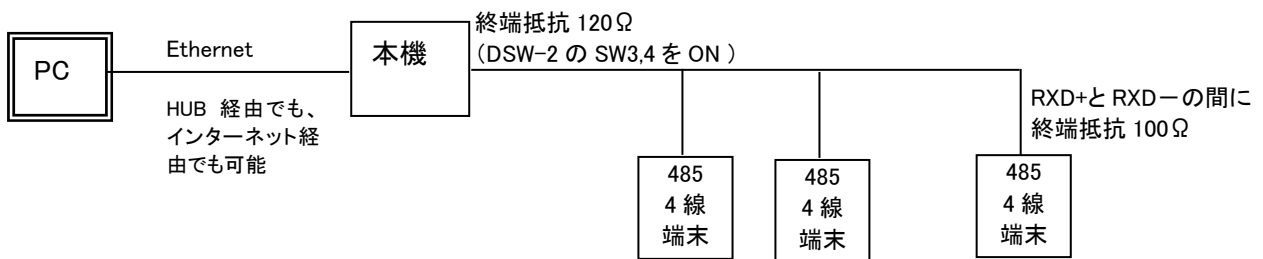 終端抵抗 120Ω
(DSW-2 の SW3,4 を ON )
PC
Ethernet
本機
HUB 経由でも、
インターネット経
由でも可能
RXD+と RXD－の間に
終端抵抗 100Ω
485
4 線
端末
485
4 線
端末
485
4 線
端末